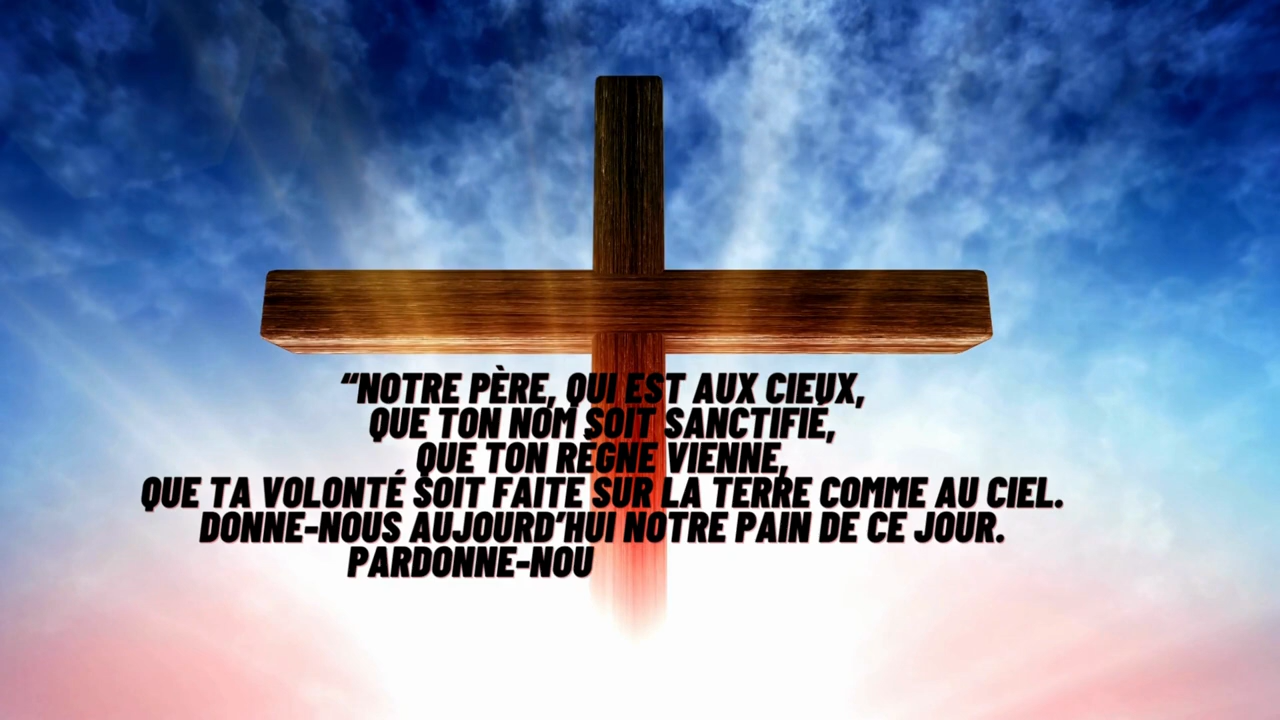 “NOTRE PÈRE, QUI EST AUX CIEUX,
QUE TON NOM SOIT SANCTIFIÉ,
QUE TON RÈGNE VIENNE,
QUE TA VOLONTÉ SOIT FAITE SUR LA TERRE COMME AU CIEL.
DONNE-NOUS AUJOURD’HUI NOTRE PAIN DE CE JOUR.
PARDONNE-NOU